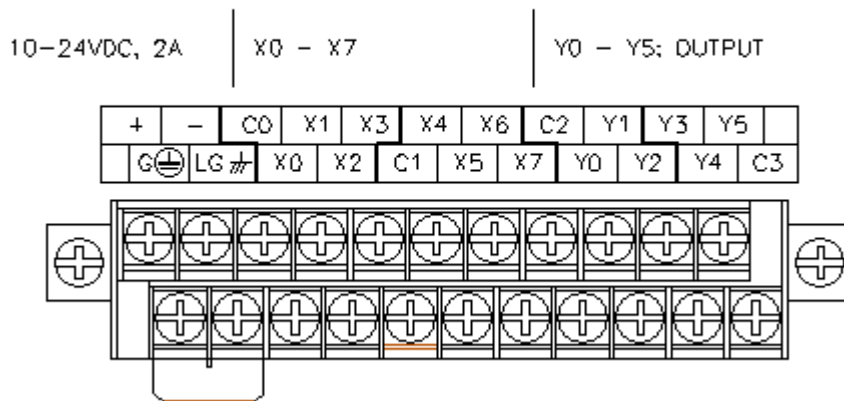 10-24VDC, 2A X0 - X7 Y0 - Y5: OUTPUT
+ - C0 X1 X3 X4 X6 C2 Y1 Y3 Y5
G LG X0 X2 C1 X5 X7 Y0 Y2 Y4 C3